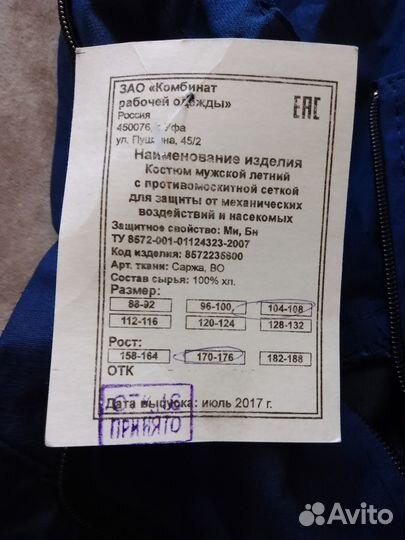 ЗАО «Комбинат
рабочей одежды»
Россия
450076, г. Уфа
ул. Пушкина, 45/2
ЕАС
Наименование изделия
Костюм мужской летний
с противомоскитной сеткой
для защиты от механических
воздействий и насекомых
Защитное свойство: Ми, Бн
ТУ 8572-001-01124323-2007
Код изделия: 8572235600
Арт. ткани: Саржа, ВО
Состав сырья: 100% хл.
Размер:
88-92 96-100 104-108
112-116 120-124 128-132
Рост:
158-164 170-176 182-188
ОТК
ПРИНЯТО
Дата выпуска: июль 2017 г.
Avito